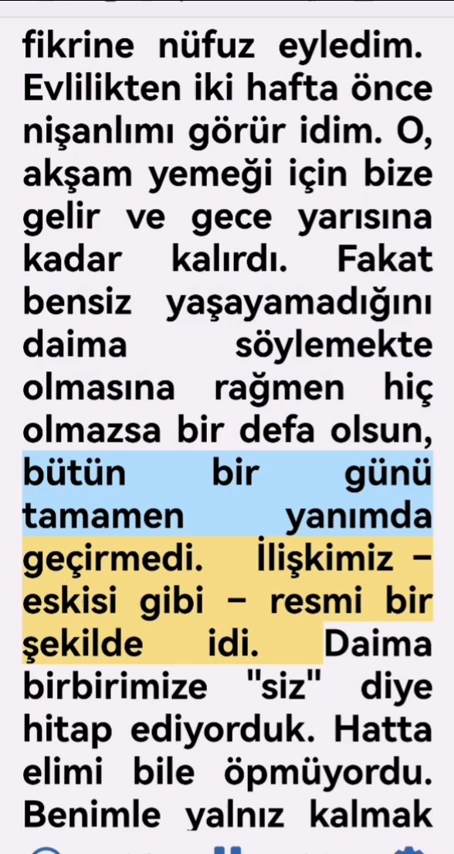 fikrine nüfuz eyledim.
Evlilikten iki hafta önce
nişanlımı görür idim. O,
akşam yemeği için bize
gelir ve gece yarısına
kadar kalırdı. Fakat
bensiz yaşayamadığını
daima söylemekte
olmasına rağmen hiç
olmazsa bir defa olsun,
bütün bir günü
tamamen yanımda
geçirmedi. İlişkimiz –
eskisi gibi – resmi bir
şekilde idi. Daima
birbirimize "siz" diye
hitap ediyorduk. Hatta
elimi bile öpmüyordu.
Benimle yalnız kalmak